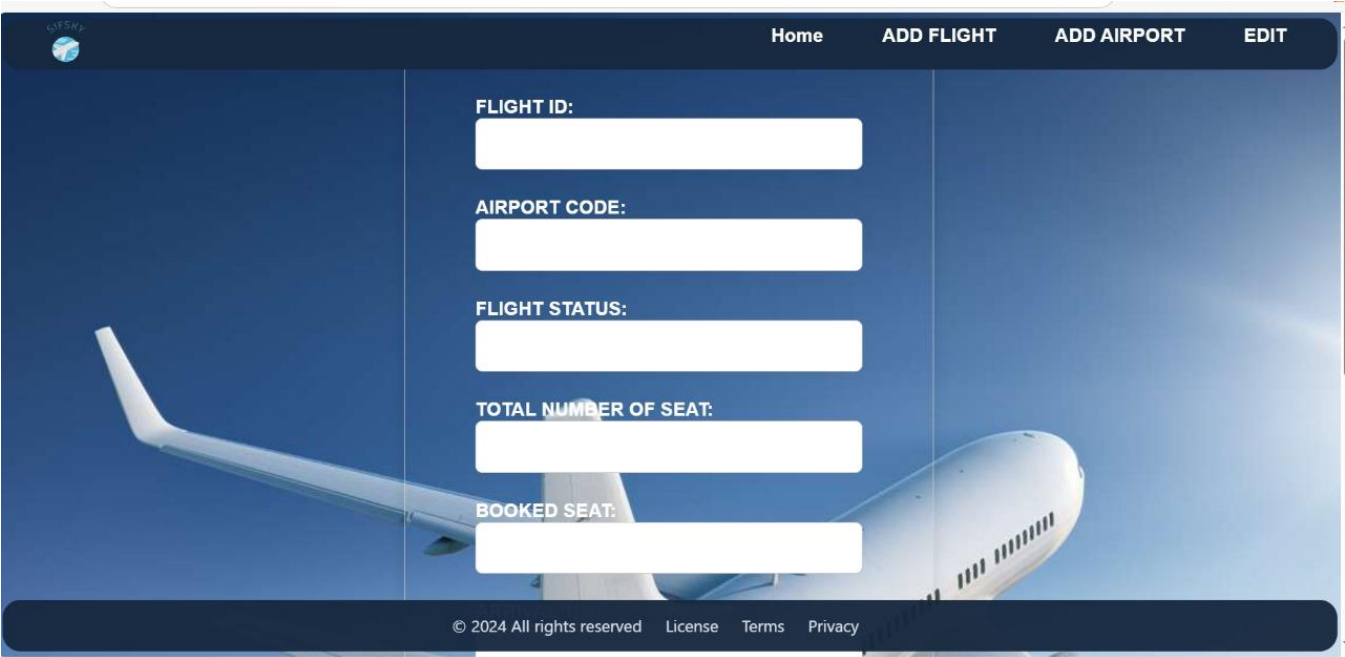 SIFSKY
Home ADD FLIGHT ADD AIRPORT EDIT
FLIGHT ID:
AIRPORT CODE:
FLIGHT STATUS:
TOTAL NUMBER OF SEAT:
BOOKED SEAT:
© 2024 All rights reserved License Terms Privacy